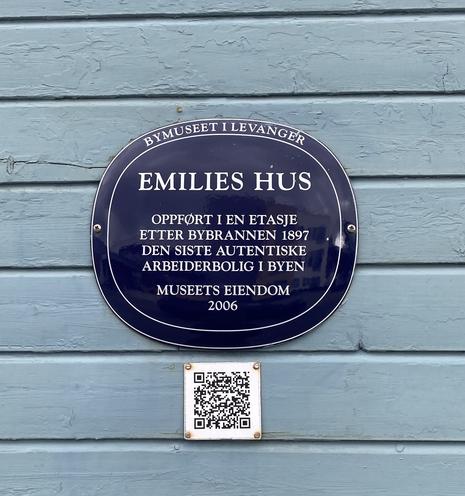 BYMUSEET I LEVANGER
EMILIES HUS
OPPFØRT I EN ETASJE
ETTER BYBRANNEN 1897
DEN SISTE AUTENTISKE
ARBEIDERBOLIG I BYEN
MUSEETS EIENDOM
2006